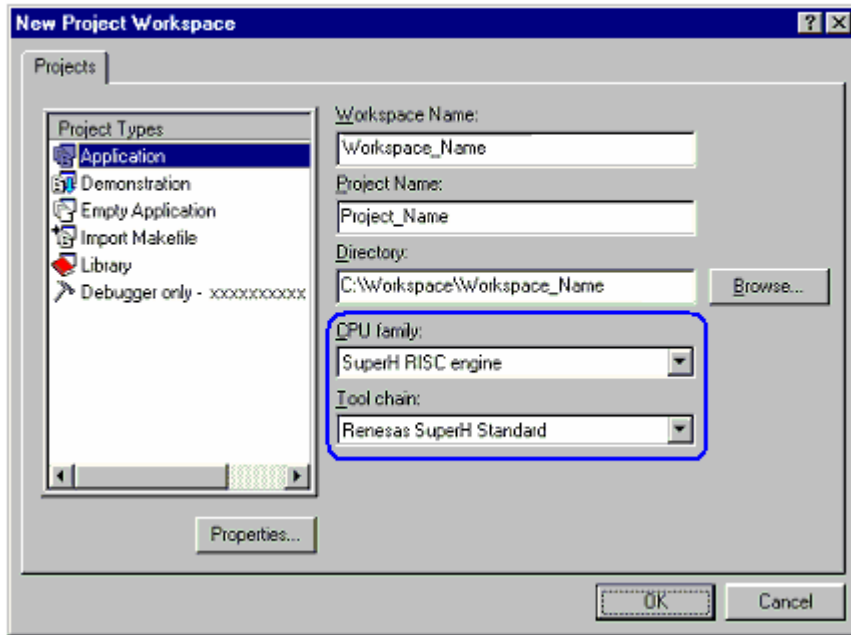 New Project Workspace
Projects
Project Types
Application
Demonstration
Empty Application
Import Makefile
Library
Debugger only - xxxxxxxxxx
Properties...
Workspace Name:
Workspace_Name
Project Name:
Project_Name
Directory:
C:\Workspace\Workspace_Name
Browse...
CPU family:
SuperH RISC engine
Tool chain:
Renesas SuperH Standard
OK
Cancel